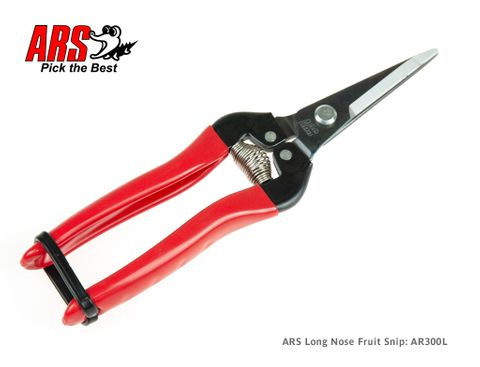 ARS
Pick the Best
ARS Long Nose Fruit Snip: AR300L